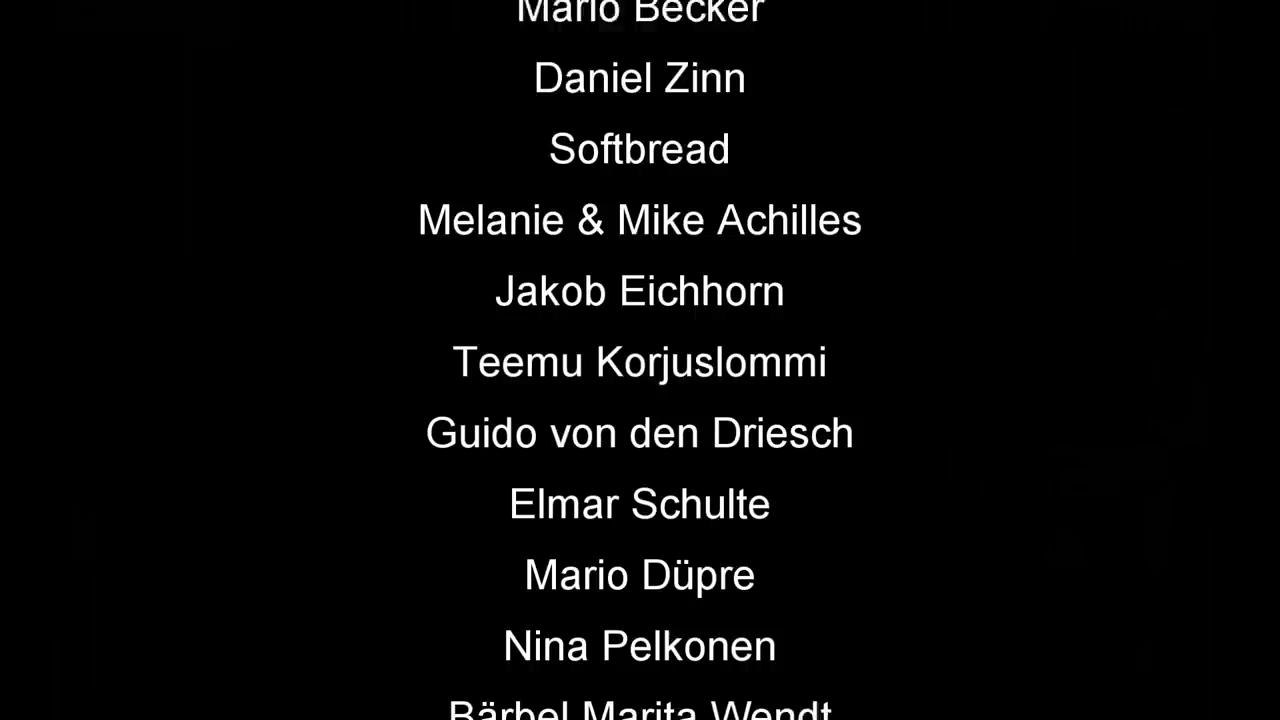 Mario Becker
Daniel Zinn
Softbread
Melanie & Mike Achilles
Jakob Eichhorn
Teemu Korjuslommi
Guido von den Driesch
Elmar Schulte
Mario Düpre
Nina Pelkonen
Bärbel Marita Wendt